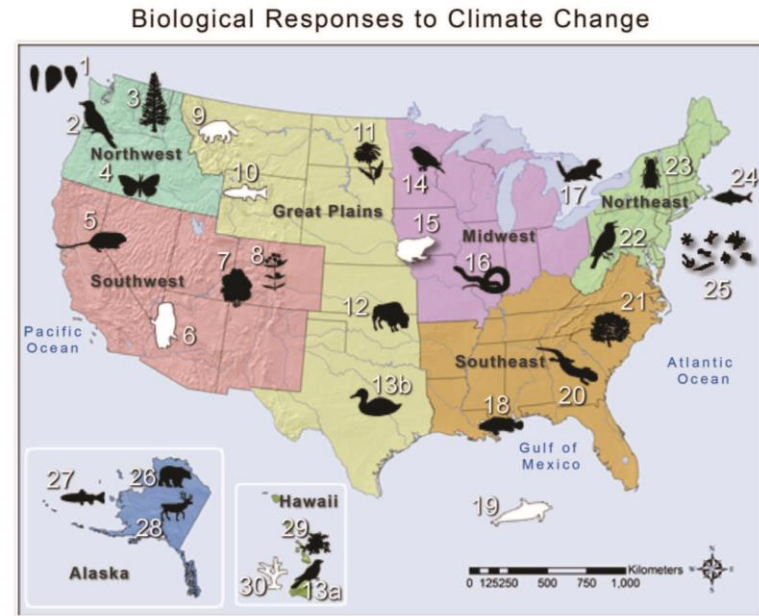 Biological Responses to Climate Change
1
2
3
Northwest
4
5
Southwest
6
7
8
9
10
Great Plains
11
12
13b
14
15
Midwest
16
17
18
Southeast
19
20
21
22
23
Northeast
24
25
Pacific
Ocean
Atlantic
Ocean
Gulf of
Mexico
26
27
28
Alaska
Hawaii
29
30
13a
N
W
E
S
Kilometers
0 125250 500 750 1,000